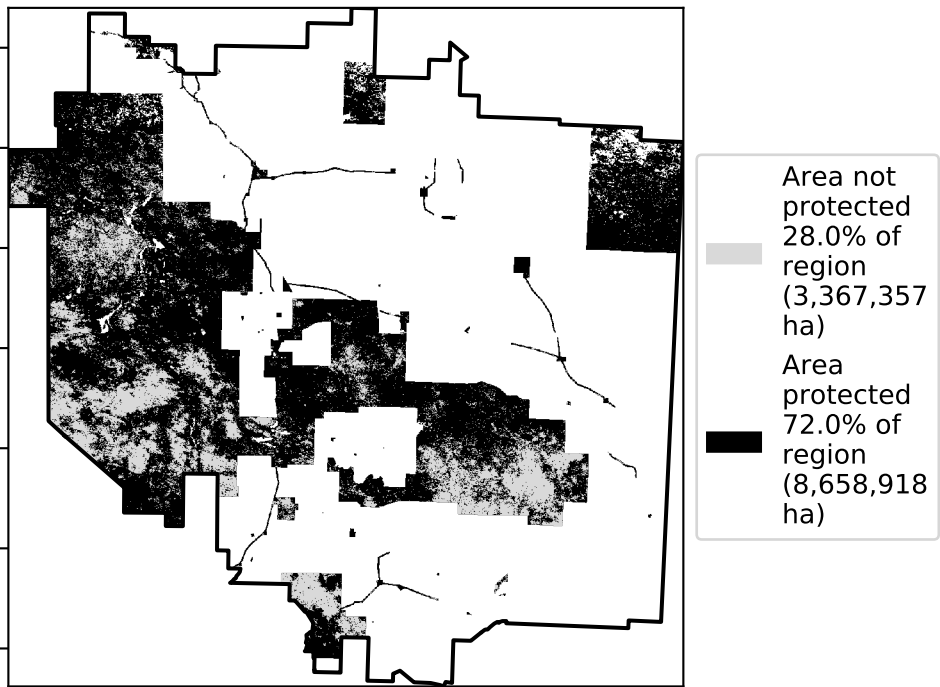 Area not
protected
28.0% of
region
(3,367,357
ha)
Area
protected
72.0% of
region
(8,658,918
ha)